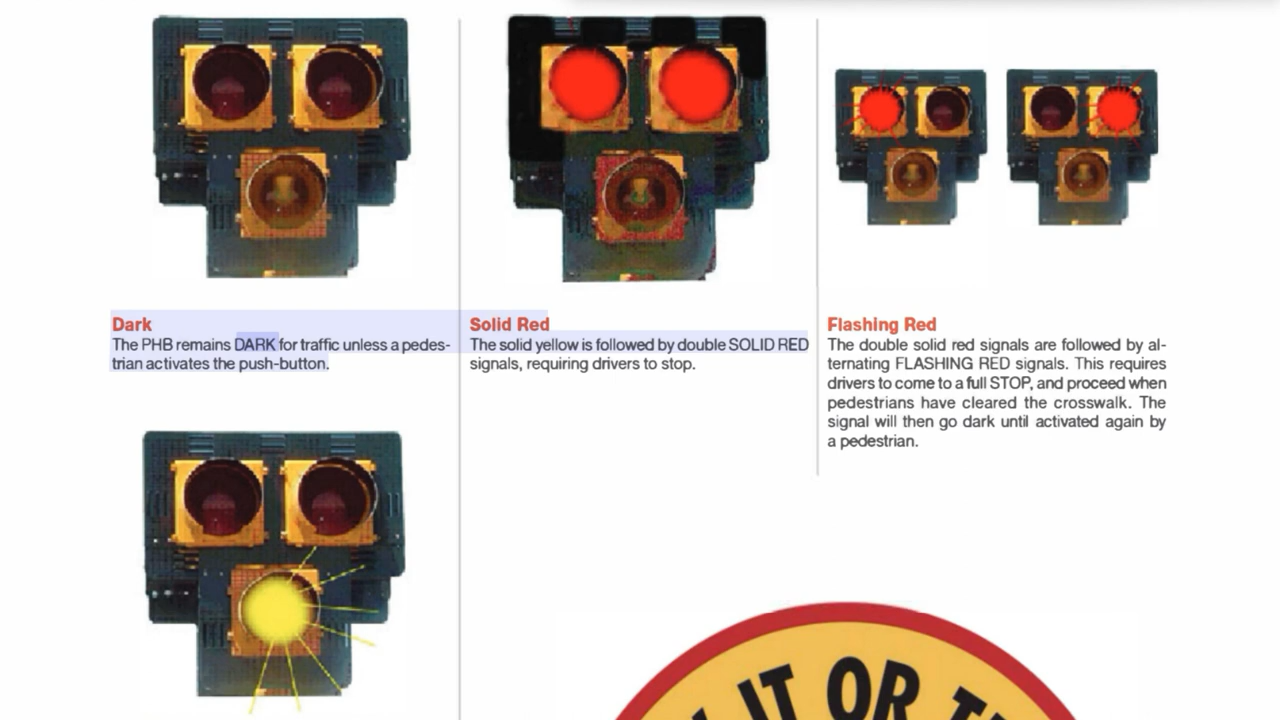 Dark
The PHB remains DARK for traffic unless a pedes-
trian activates the push-button.
Solid Red
The solid yellow is followed by double SOLID RED
signals, requiring drivers to stop.
Flashing Red
The double solid red signals are followed by al-
ternating FLASHING RED signals. This requires
drivers to come to a full STOP, and proceed when
pedestrians have cleared the crosswalk. The
signal will then go dark until activated again by
a pedestrian.
IT OR